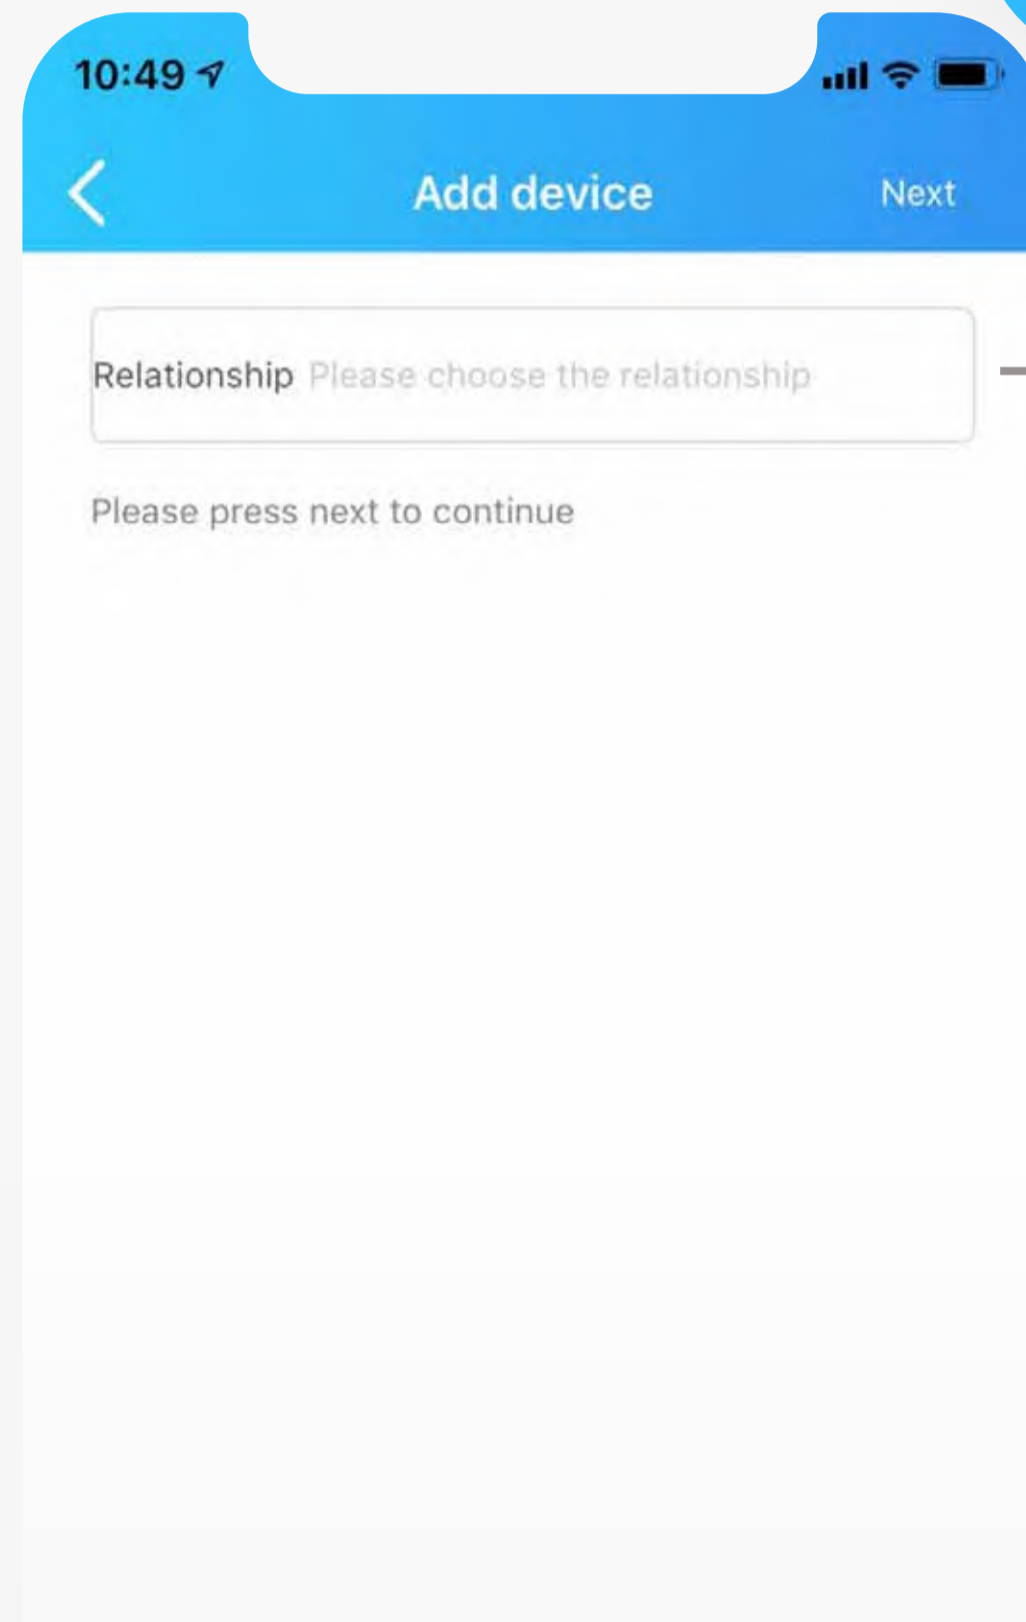 10:49
Add device Next
Relationship Please choose the relationship
Please press next to continue